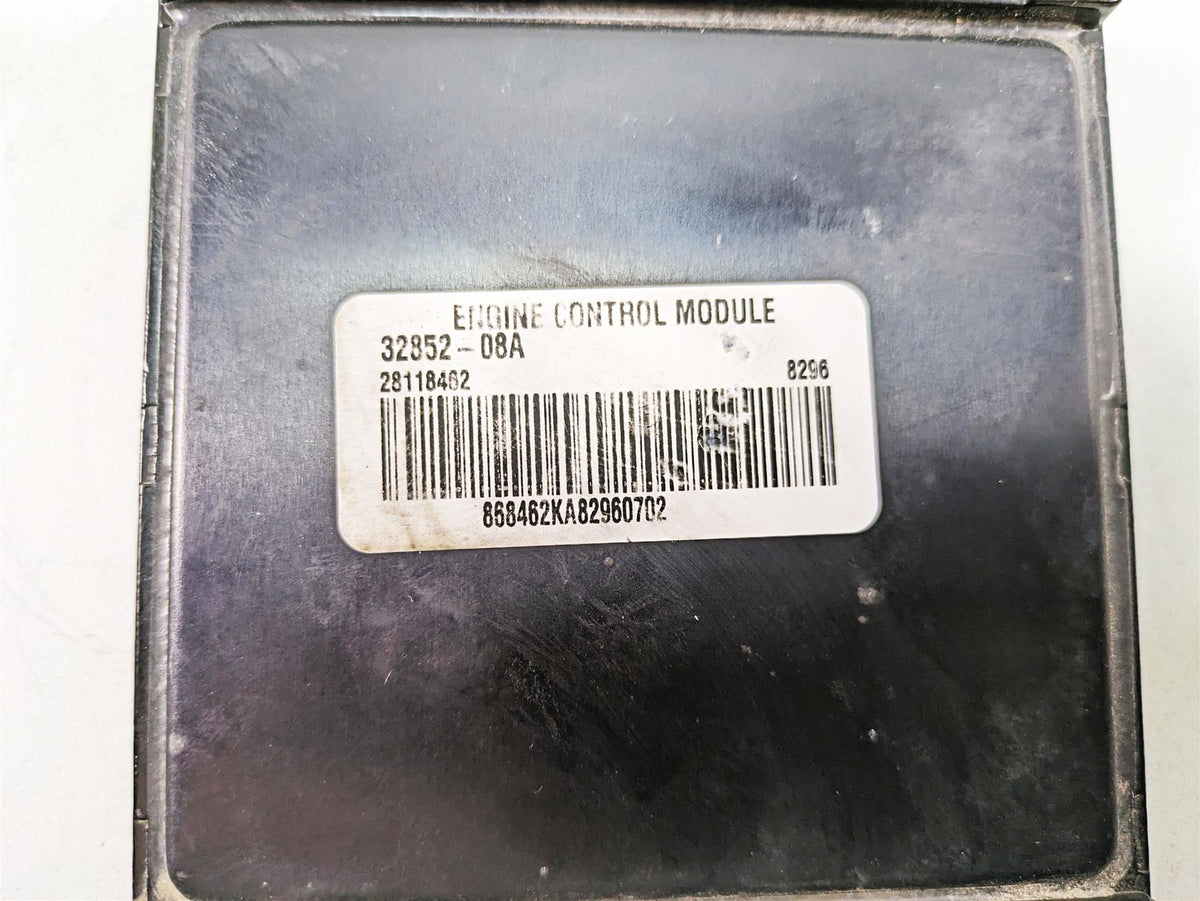 ENGINE CONTROL MODULE
32852-08A
28118462 8296
868462KA82960702